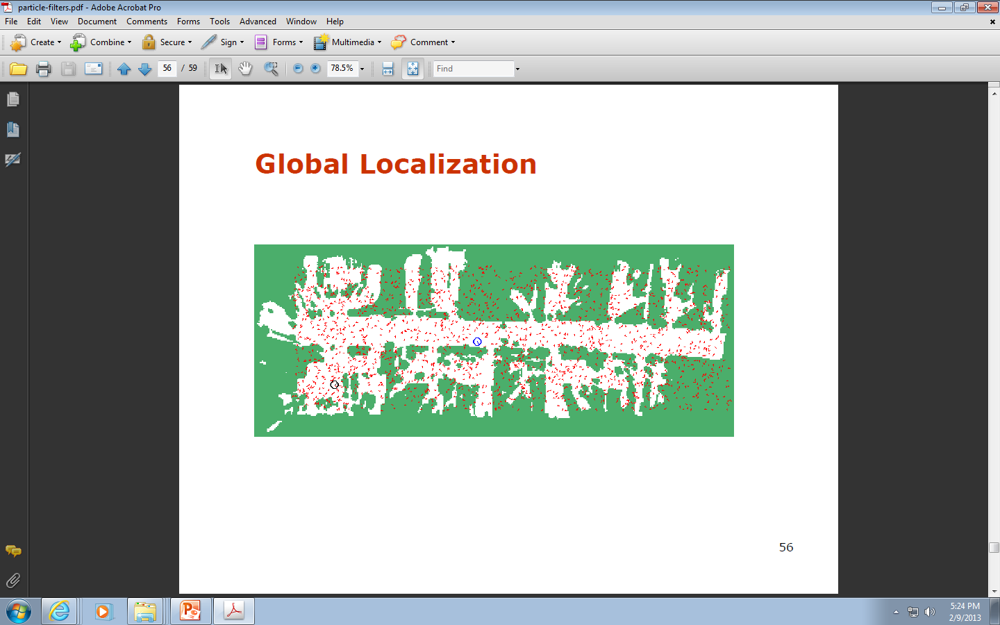 particle-filters.pdf - Adobe Acrobat Pro
File Edit View Document Comments Forms Tools Advanced Window Help
Create Combine Secure Sign Forms Multimedia Comment
56 / 59 78.5% Find
Global Localization
56
5:24 PM
2/9/2013